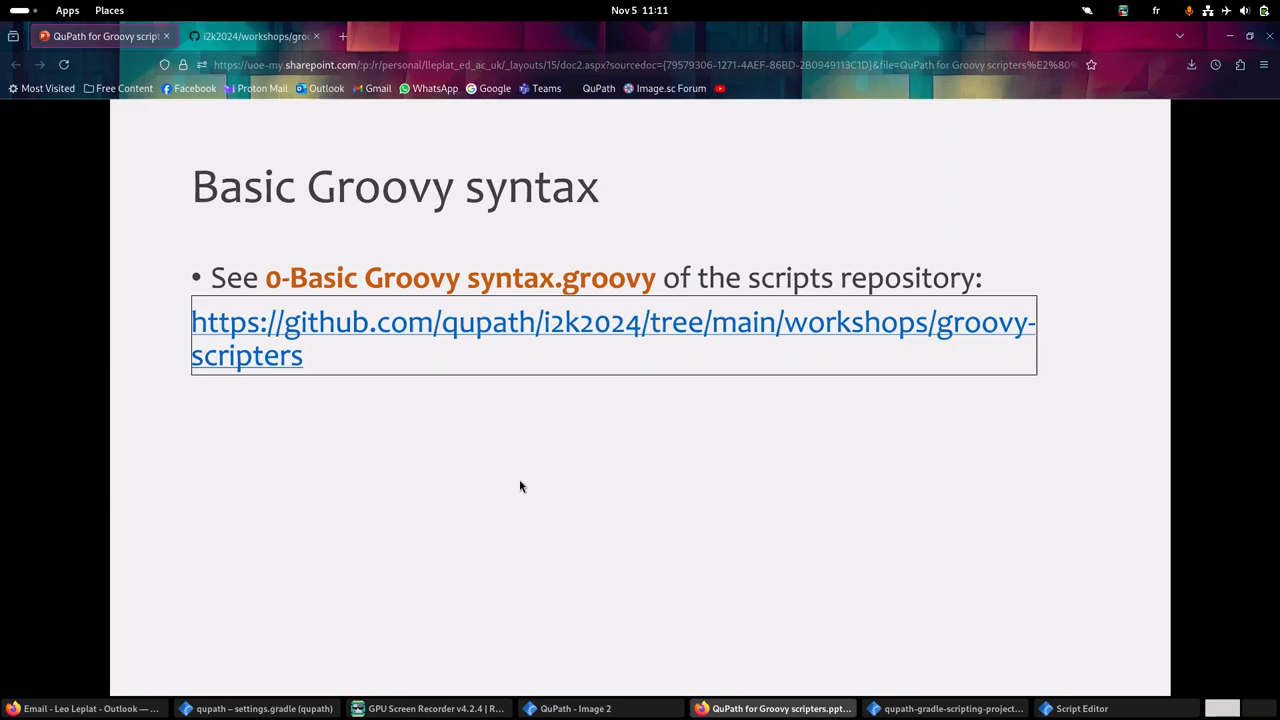 Apps Places Nov 5 11:11 fr
QuPath for Groovy script i2k2024/workshops/gro
https://uoe-my.sharepoint.com/:p:/r/personal/lleplat_ed_ac_uk/_layouts/15/doc2.aspx?sourcedoc={79579306-1271-4AEF-86BD-2B0949113C1D}&file=QuPath for Groovy scripters%E2%80%
Most Visited Free Content Facebook Proton Mail Outlook Gmail WhatsApp Google Teams QuPath Image.sc Forum
Basic Groovy syntax
• See 0-Basic Groovy syntax.groovy of the scripts repository:
https://github.com/qupath/i2k2024/tree/main/workshops/groovy-
scripters
Email - Leo Leplat - Outlook — ... qupath – settings.gradle (qupath) GPU Screen Recorder v4.2.4 | R... QuPath - Image 2 QuPath for Groovy scripters.ppt... qupath-gradle-scripting-project... Script Editor